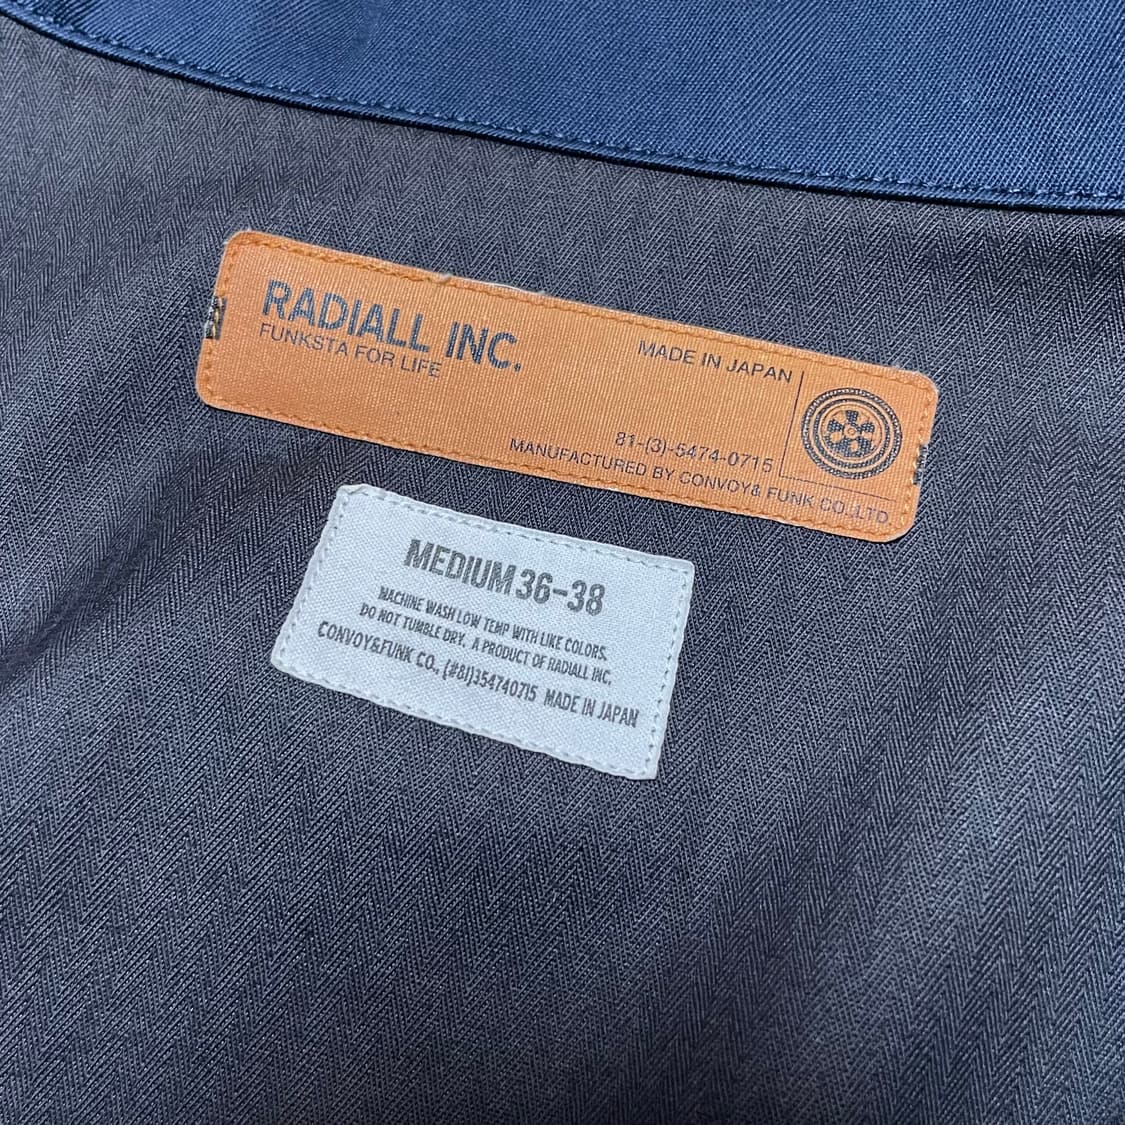 RADIALL INC.
FUNKSTA FOR LIFE
MADE IN JAPAN
81-(3)-5474-0715
MANUFACTURED BY CONVOY& FUNK CO.,LTD.
MEDIUM 36-38
MACHINE WASH LOW TEMP WITH LIKE COLORS.
DO NOT TUMBLE DRY. A PRODUCT OF RADIALL INC.
CONVOY&FUNK CO., (#81)354740715 MADE IN JAPAN